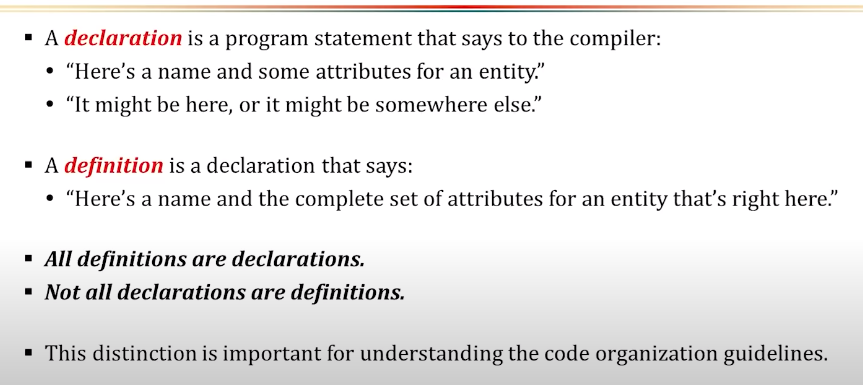 ▪ A declaration is a program statement that says to the compiler:
• “Here’s a name and some attributes for an entity.”
• “It might be here, or it might be somewhere else.”
▪ A definition is a declaration that says:
• “Here’s a name and the complete set of attributes for an entity that’s right here.”
▪ All definitions are declarations.
▪ Not all declarations are definitions.
▪ This distinction is important for understanding the code organization guidelines.